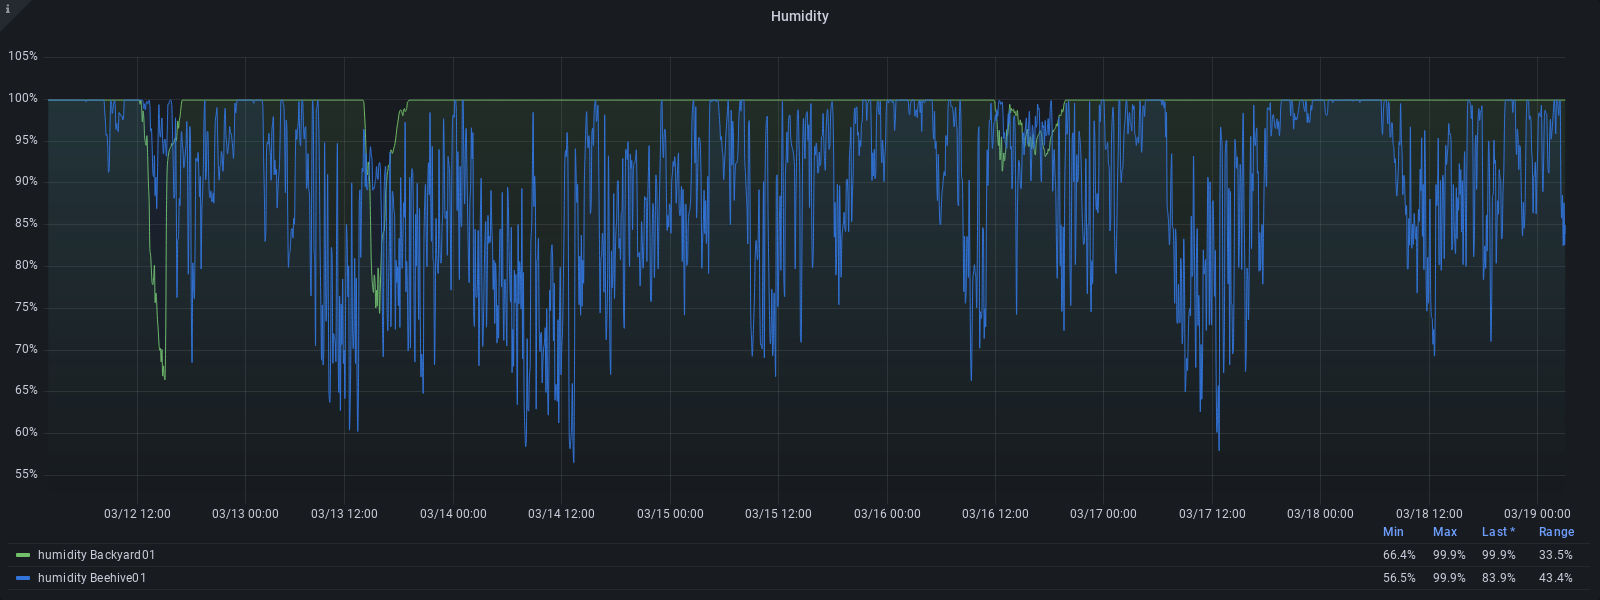 i
Humidity
105%
100%
95%
90%
85%
80%
75%
70%
65%
60%
55%
03/12 12:00 03/13 00:00 03/13 12:00 03/14 00:00 03/14 12:00 03/15 00:00 03/15 12:00 03/16 00:00 03/16 12:00 03/17 00:00 03/17 12:00 03/18 00:00 03/18 12:00 03/19 00:00
Min Max Last * Range
humidity Backyard01 66.4% 99.9% 99.9% 33.5%
humidity Beehive01 56.5% 99.9% 83.9% 43.4%